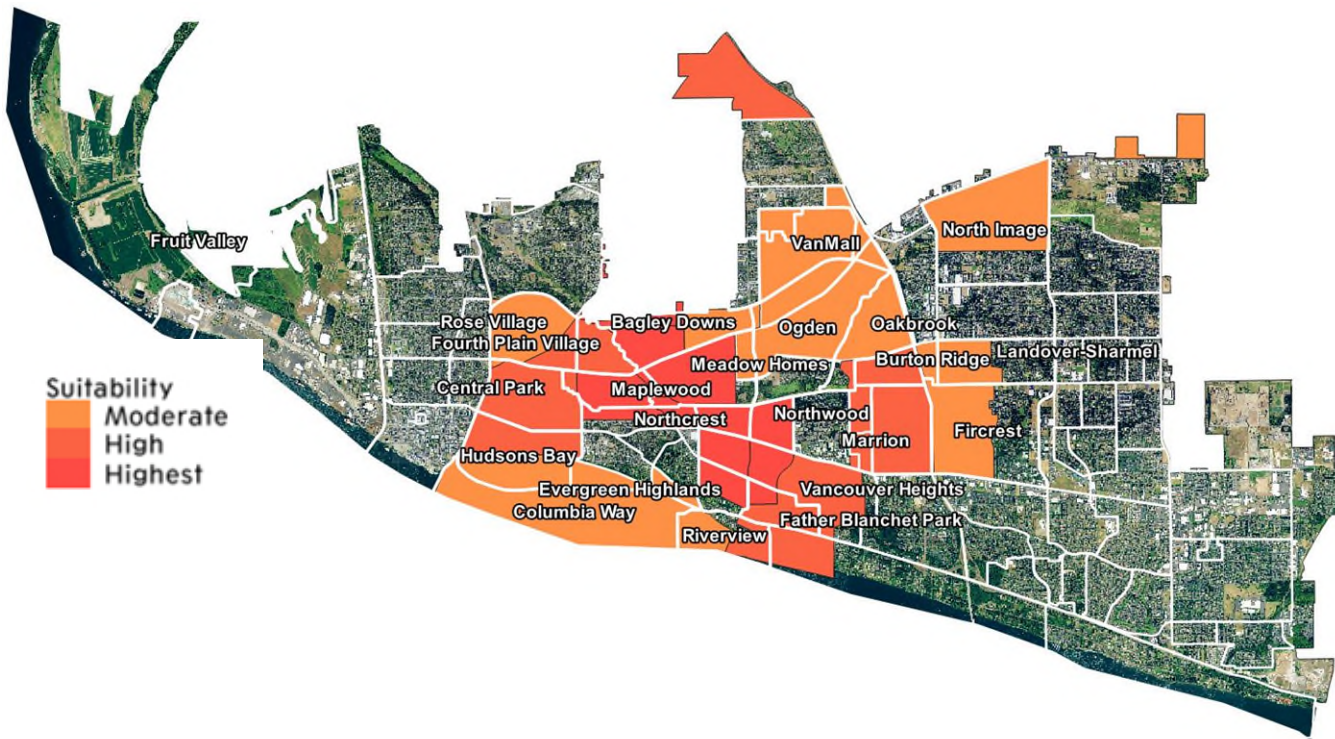 Fruit Valley
VanMall
North Image
Rose Village
Bagley Downs
Ogden
Oakbrook
Fourth Plain Village
Meadow Homes
Burton Ridge
Landover-Sharmel
Central Park
Maplewood
Northcrest
Northwood
Marrion
Fircrest
Hudsons Bay
Evergreen Highlands
Vancouver Heights
Columbia Way
Father Blanchet Park
Riverview
Suitability
Moderate
High
Highest